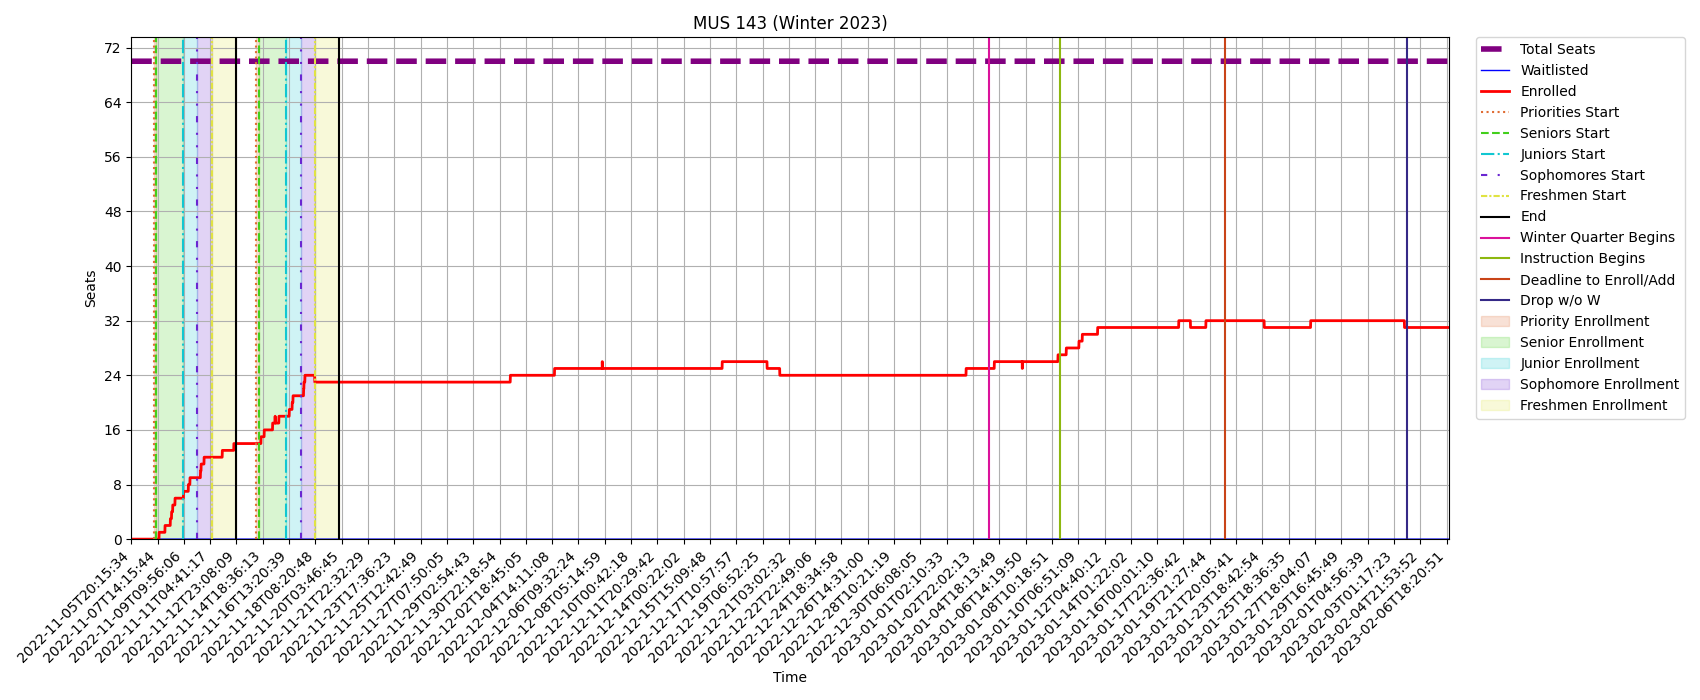 MUS 143 (Winter 2023)
Seats
72
64
56
48
40
32
24
16
8
0
2022-11-05T20:15:34
2022-11-07T14:15:44
2022-11-09T09:56:06
2022-11-11T04:41:17
2022-11-12T23:08:09
2022-11-14T18:36:13
2022-11-16T13:20:39
2022-11-18T08:20:48
2022-11-20T03:46:45
2022-11-21T22:32:29
2022-11-23T17:36:23
2022-11-25T12:42:49
2022-11-27T07:50:05
2022-11-29T02:54:43
2022-11-30T22:18:54
2022-12-02T18:45:05
2022-12-04T14:11:08
2022-12-06T09:32:24
2022-12-08T05:14:59
2022-12-10T00:42:18
2022-12-11T20:29:42
2022-12-14T00:22:02
2022-12-15T15:09:48
2022-12-17T10:57:57
2022-12-19T06:52:25
2022-12-21T03:02:32
2022-12-22T22:49:06
2022-12-24T18:34:58
2022-12-26T14:31:00
2022-12-28T10:21:19
2022-12-30T06:08:05
2023-01-01T02:10:33
2023-01-02T22:02:13
2023-01-04T18:13:49
2023-01-06T14:19:50
2023-01-08T10:18:51
2023-01-10T06:51:09
2023-01-12T04:40:12
2023-01-14T01:22:02
2023-01-16T00:01:10
2023-01-17T22:36:42
2023-01-19T21:27:44
2023-01-21T20:05:41
2023-01-23T18:42:54
2023-01-25T18:36:35
2023-01-27T18:04:07
2023-01-29T16:45:49
2023-02-01T04:56:39
2023-02-03T01:17:23
2023-02-04T21:53:52
2023-02-06T18:20:51
Time
Total Seats
Waitlisted
Enrolled
Priorities Start
Seniors Start
Juniors Start
Sophomores Start
Freshmen Start
End
Winter Quarter Begins
Instruction Begins
Deadline to Enroll/Add
Drop w/o W
Priority Enrollment
Senior Enrollment
Junior Enrollment
Sophomore Enrollment
Freshmen Enrollment